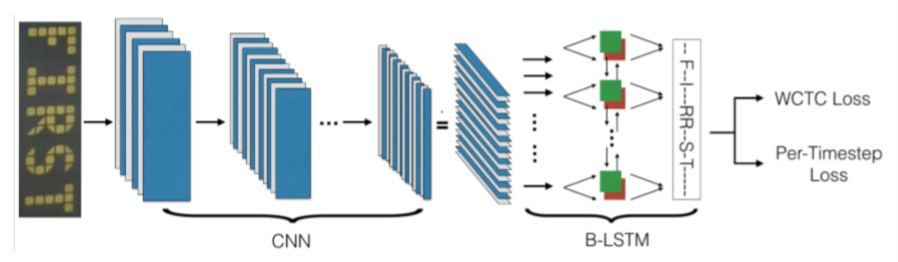 FIRST
CNN
B-LSTM
--F--I---RR--S-T------
WCTC Loss
Per-Timestep
Loss